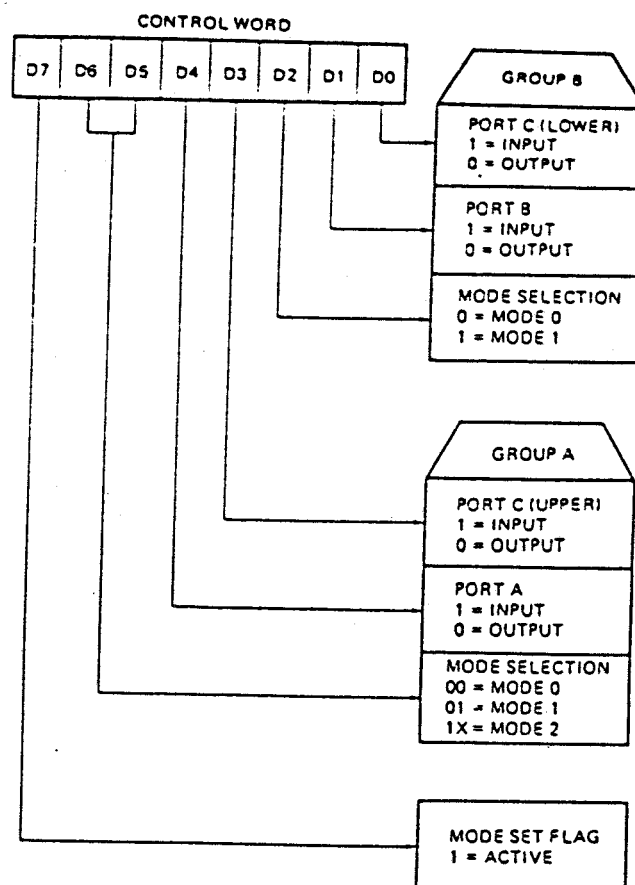 CONTROL WORD
D7 D6 D5 D4 D3 D2 D1 D0
GROUP B
PORT C (LOWER)
1 = INPUT
0 = OUTPUT
PORT B
1 = INPUT
0 = OUTPUT
MODE SELECTION
0 = MODE 0
1 = MODE 1
GROUP A
PORT C (UPPER)
1 = INPUT
0 = OUTPUT
PORT A
1 = INPUT
0 = OUTPUT
MODE SELECTION
00 = MODE 0
01 = MODE 1
1X = MODE 2
MODE SET FLAG
1 = ACTIVE